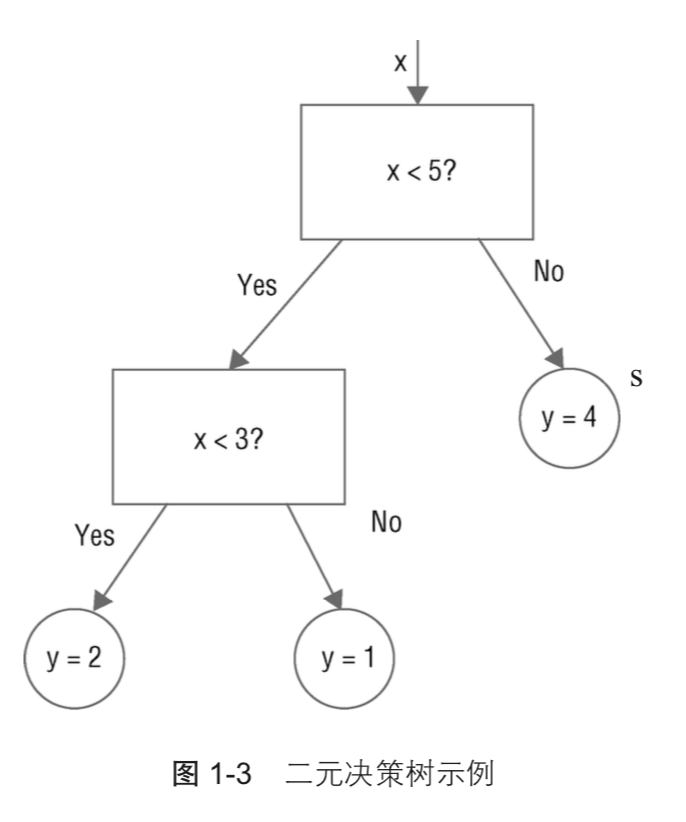 x
x < 5?
Yes
No
s
x < 3?
y = 4
Yes
No
y = 2
y = 1
图 1-3 二元决策树示例